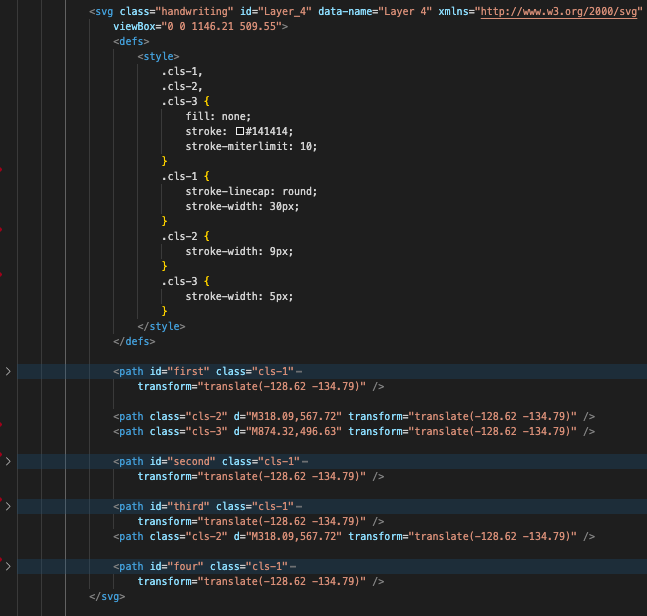 <svg class="handwriting" id="Layer_4" data-name="Layer 4" xmlns="http://www.w3.org/2000/svg"
viewBox="0 0 1146.21 509.55">
<defs>
<style>
.cls-1,
.cls-2,
.cls-3 {
fill: none;
stroke: #141414;
stroke-miterlimit: 10;
}
.cls-1 {
stroke-linecap: round;
stroke-width: 30px;
}
.cls-2 {
stroke-width: 9px;
}
.cls-3 {
stroke-width: 5px;
}
</style>
</defs>
<path id="first" class="cls-1"⋯
transform="translate(-128.62 -134.79)" />
<path class="cls-2" d="M318.09,567.72" transform="translate(-128.62 -134.79)" />
<path class="cls-3" d="M874.32,496.63" transform="translate(-128.62 -134.79)" />
<path id="second" class="cls-1"⋯
transform="translate(-128.62 -134.79)" />
<path id="third" class="cls-1"⋯
transform="translate(-128.62 -134.79)" />
<path class="cls-2" d="M318.09,567.72" transform="translate(-128.62 -134.79)" />
<path id="four" class="cls-1"⋯
transform="translate(-128.62 -134.79)" />
</svg>